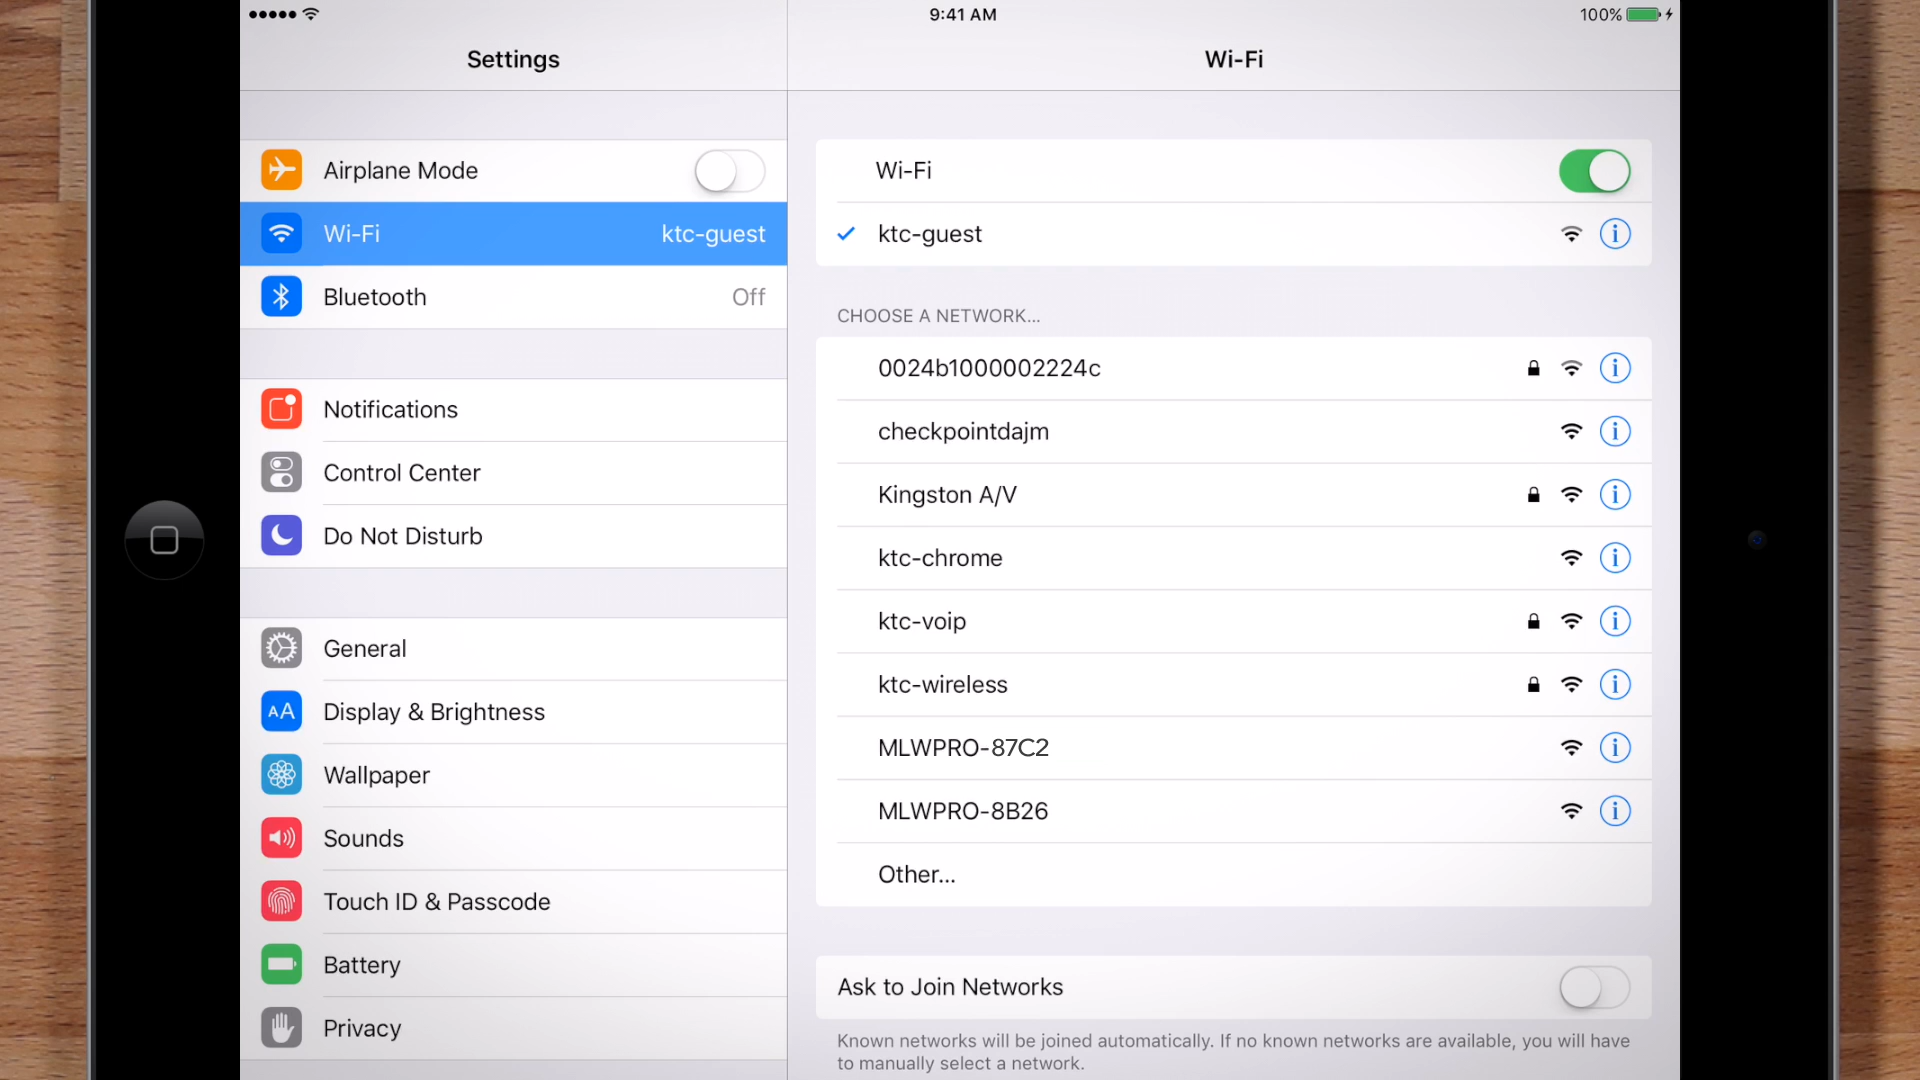 9:41 AM
100%
Settings
Airplane Mode
Wi-Fi ktc-guest
Bluetooth Off
Notifications
Control Center
Do Not Disturb
General
AA Display & Brightness
Wallpaper
Sounds
Touch ID & Passcode
Battery
Privacy
Wi-Fi
Wi-Fi
ktc-guest
CHOOSE A NETWORK...
0024b1000002224c
checkpointdajm
Kingston A/V
ktc-chrome
ktc-voip
ktc-wireless
MLWPRO-87C2
MLWPRO-8B26
Other...
Ask to Join Networks
Known networks will be joined automatically. If no known networks are available, you will have
to manually select a network.